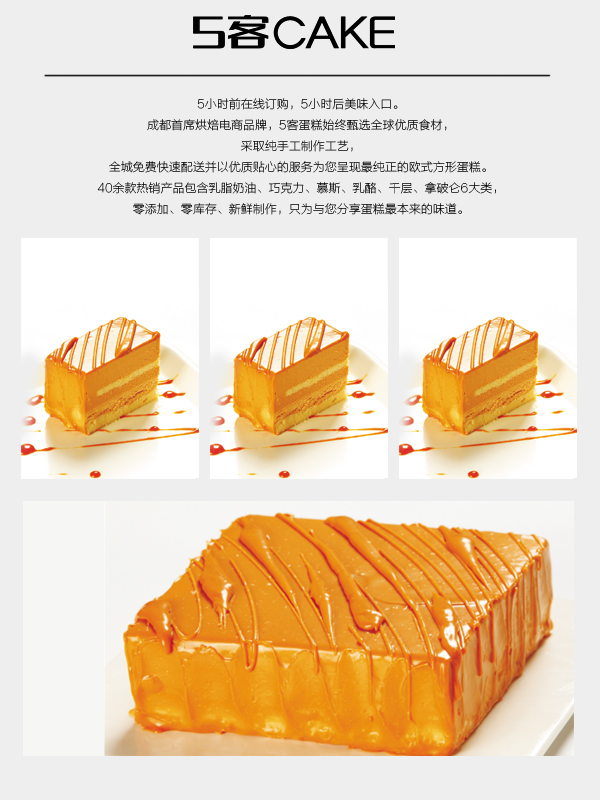 5客CAKE
5小时前在线订购，5小时后美味入口。
成都首席烘焙电商品牌，5客蛋糕始终甄选全球优质食材，
采取纯手工制作工艺，
全城免费快速配送并以优质贴心的服务为您呈现最纯正的欧式方形蛋糕。
40余款热销产品包含乳脂奶油、巧克力、慕斯、乳酪、千层、拿破仑6大类，
零添加、零库存、新鲜制作，只为与您分享蛋糕最本来的味道。